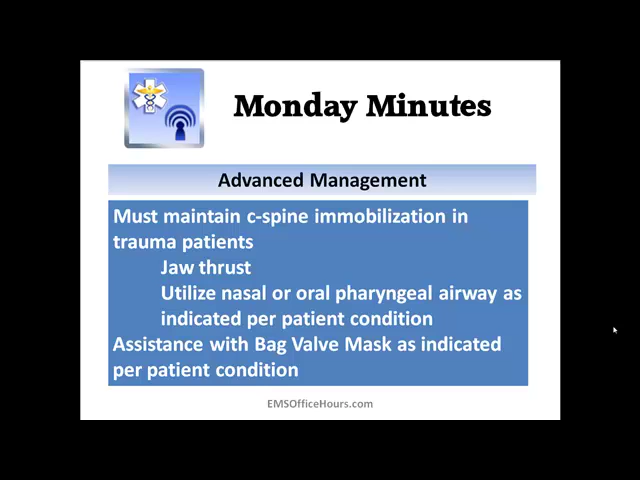 Monday Minutes
Advanced Management
Must maintain c-spine immobilization in
trauma patients
Jaw thrust
Utilize nasal or oral pharyngeal airway as
indicated per patient condition
Assistance with Bag Valve Mask as indicated
per patient condition
EMSOfficeHours.com